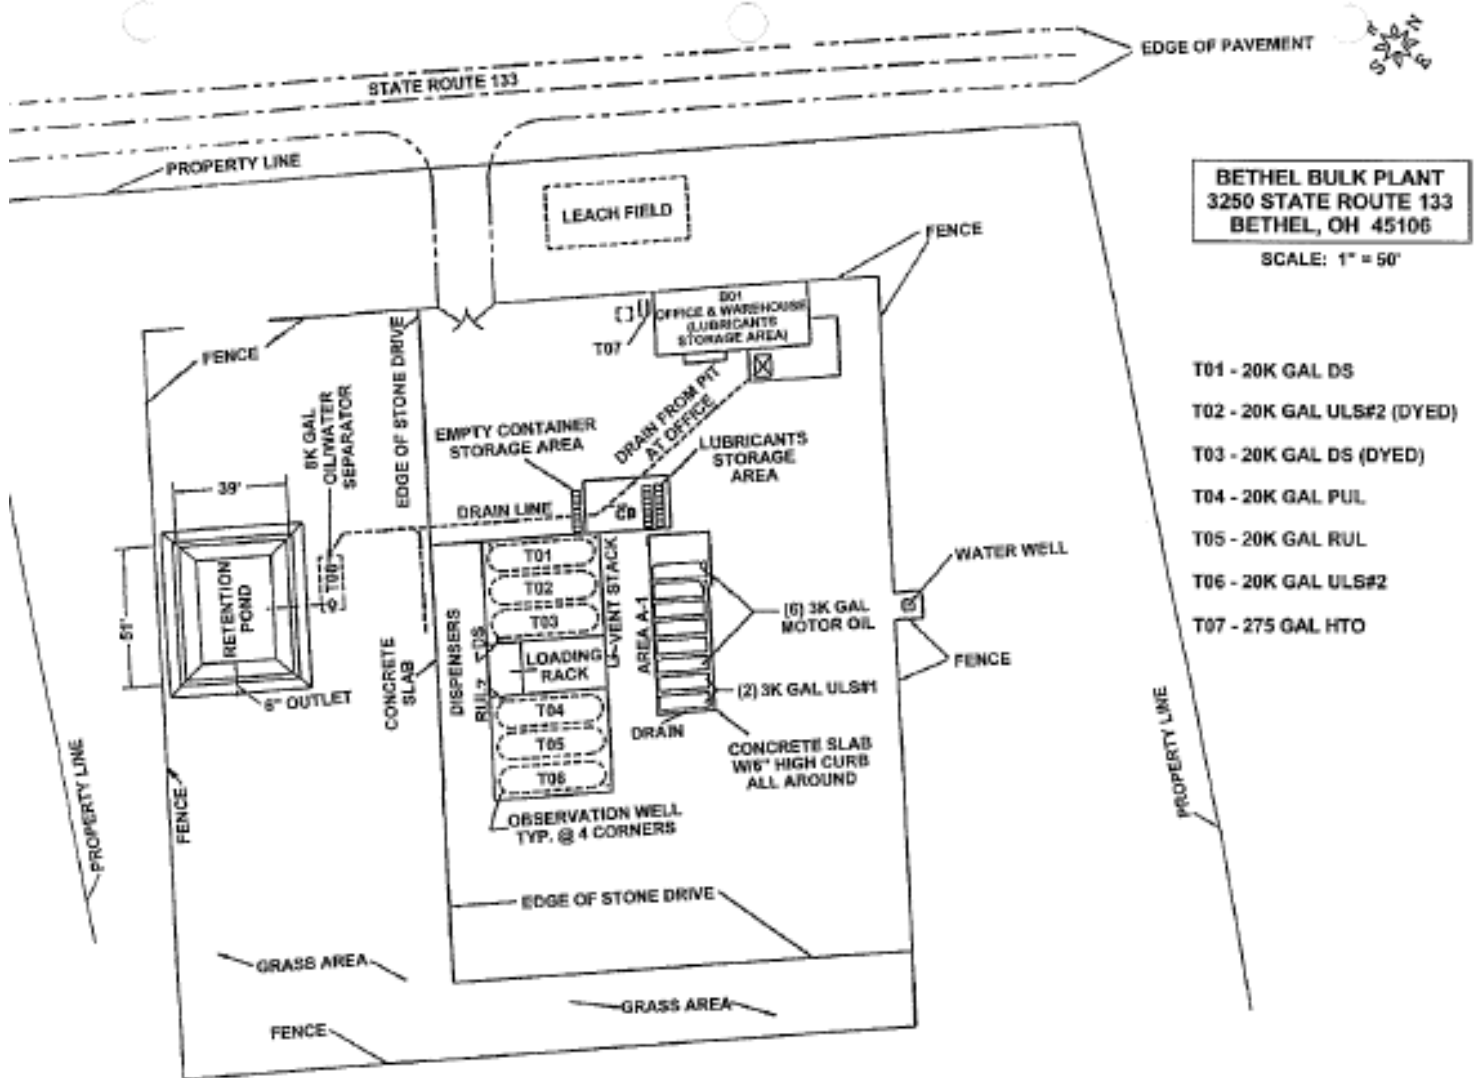 EDGE OF PAVEMENT
N
S
STATE ROUTE 133
PROPERTY LINE
BETHEL BULK PLANT
3250 STATE ROUTE 133
BETHEL, OH 45106
SCALE: 1" = 50'
LEACH FIELD
FENCE
B01
OFFICE & WAREHOUSE
(LUBRICANTS
STORAGE AREA)
T07
FENCE
EDGE OF STONE DRIVE
8K GAL
OIL/WATER
SEPARATOR
EMPTY CONTAINER
STORAGE AREA
DRAIN FROM PIT
AT OFFICE
LUBRICANTS
STORAGE
AREA
T01 - 20K GAL DS
T02 - 20K GAL ULS#2 (DYED)
T03 - 20K GAL DS (DYED)
T04 - 20K GAL PUL
T05 - 20K GAL RUL
T06 - 20K GAL ULS#2
T07 - 275 GAL HTO
39'
DRAIN LINE
CB
51'
RETENTION
POND
6" OUTLET
CONCRETE
SLAB
DISPENSERS
DS
T01
T02
T03
LOADING
RACK
T04
T05
T06
VENT STACK
AREA A-1
(6) 3K GAL
MOTOR OIL
(2) 3K GAL ULS#1
DRAIN
CONCRETE SLAB
W/6" HIGH CURB
ALL AROUND
WATER WELL
FENCE
OBSERVATION WELL
TYP. @ 4 CORNERS
PROPERTY LINE
FENCE
PROPERTY LINE
EDGE OF STONE DRIVE
GRASS AREA
GRASS AREA
FENCE